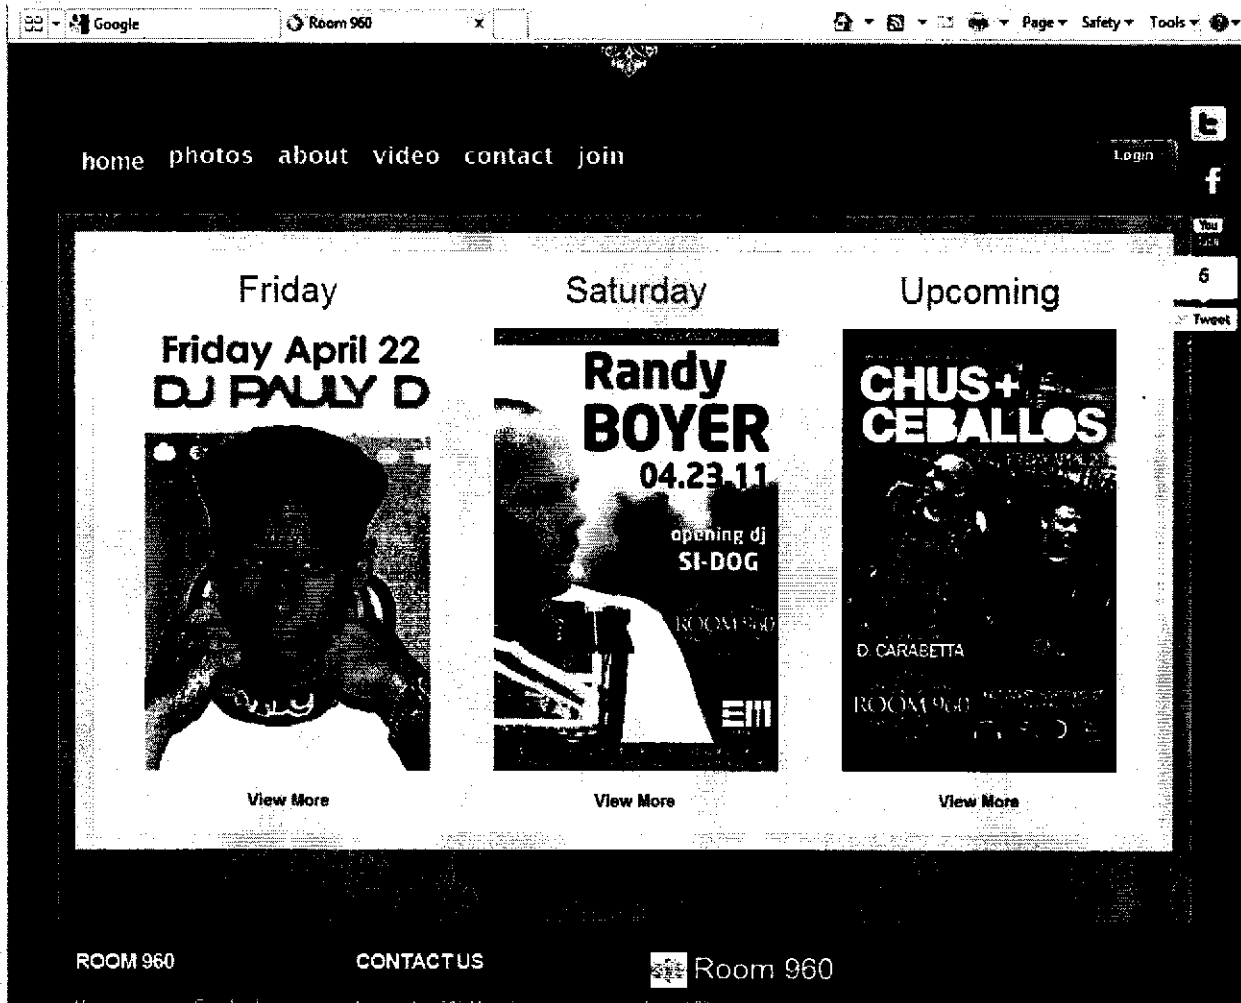 Google
Room 960
x
Page
Safety
Tools
home
photos
about
video
contact
join
Login
t
f
You
6
Tweet
Friday
Saturday
Upcoming
Friday April 22
DJ PAULY D
Randy
BOYER
04.23.11
opening dj
SI-DOG
ROOM 960
EM
CHUS+
CEBALLOS
D. CARABETTA
ROOM 960
View More
View More
View More
ROOM 960
CONTACT US
Room 960